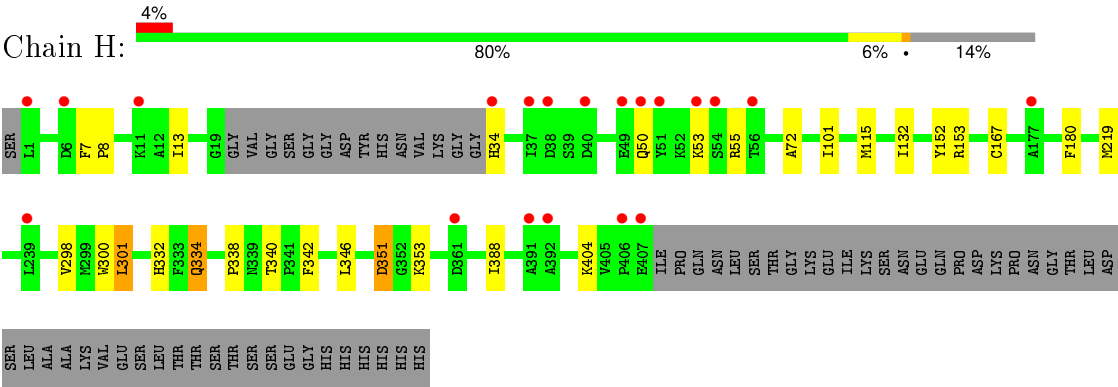 4%
Chain H:
80% 6% • 14%
SER L1 D6 F7 P8 K11 A12 I13 G19 GLY VAL GLY SER GLY GLY ASP TYR HIS ASN VAL LYS GLY GLY H34 I37 D38 S39 D40 E49 Q50 Y51 K52 K53 S54 R55 T56 A72 I101 M115 I132 Y152 R153 C167 A177 F180 M219
L239 V298 M299 W300 L301 H332 F333 Q334 P338 N339 T340 P341 F342 L346 D351 G352 K353 D361 I388 A391 A392 K404 V405 P406 E407 ILE PRO GLN ASN LEU SER THR GLY LYS GLU ILE LYS SER ASN GLU GLN PRO ASP LYS PRO ASN GLY THR LEU ASP
SER LEU ALA ALA LYS VAL GLU SER LEU THR THR SER THR SER SER GLU GLY HIS HIS HIS HIS HIS HIS